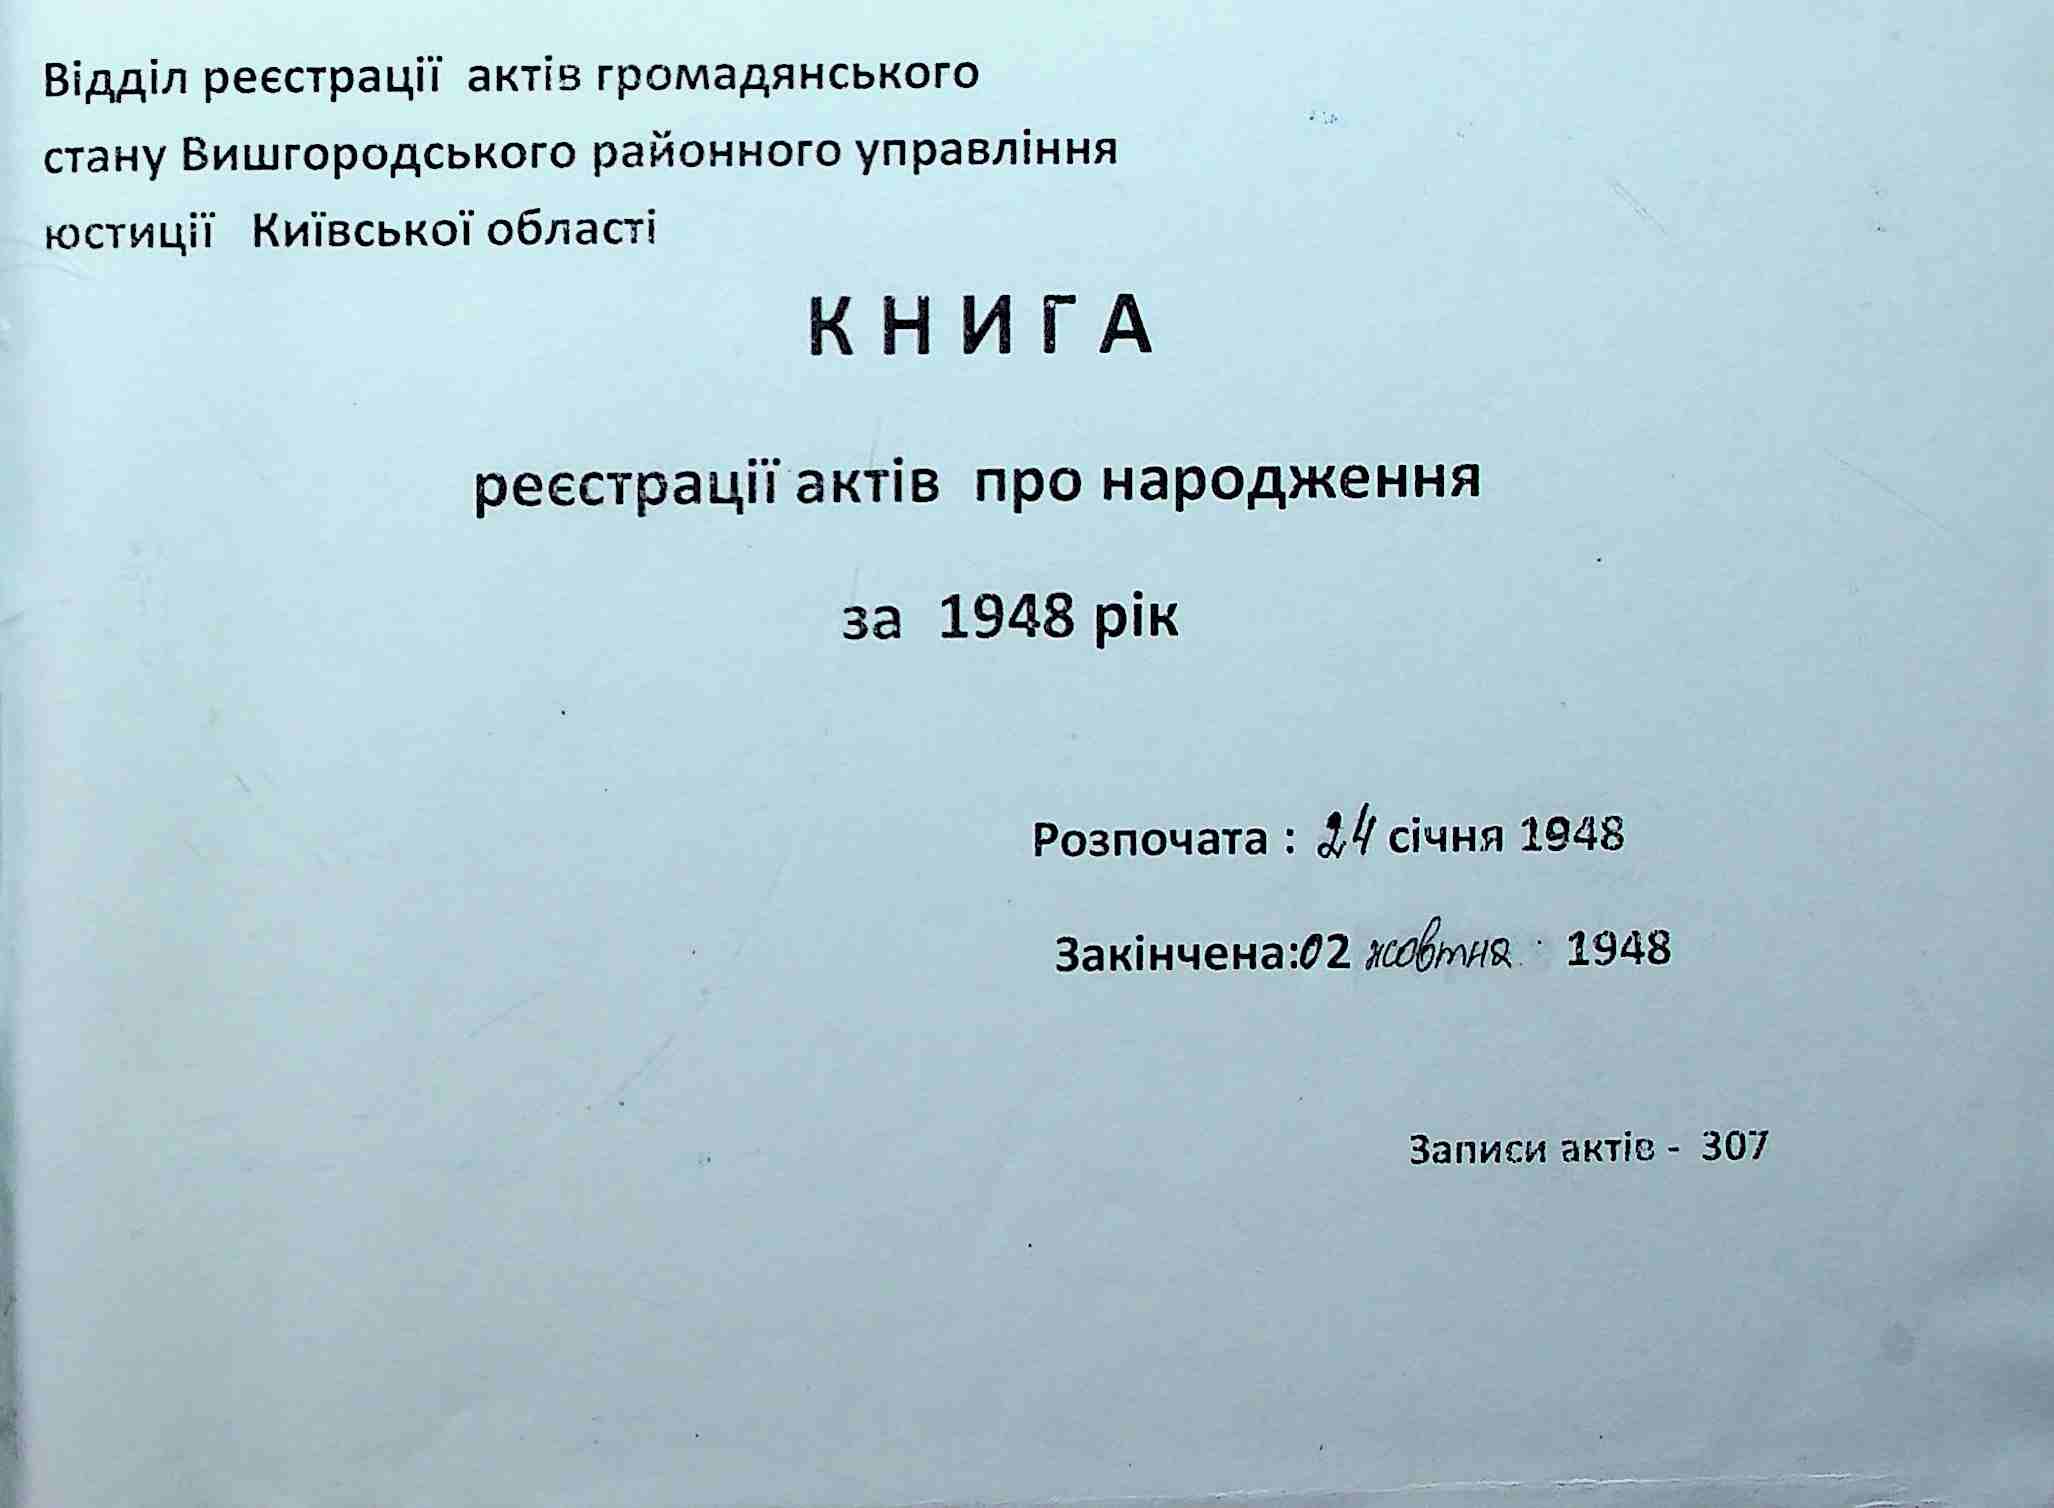 Відділ реєстрації актів громадянського
стану Вишгородського районного управління
юстиції Київської області
К Н И Г А
реєстрації актів про народження
за 1948 рік
Розпочата : 24 січня 1948
Закінчена:02 жовтня 1948
Записи актів - 307